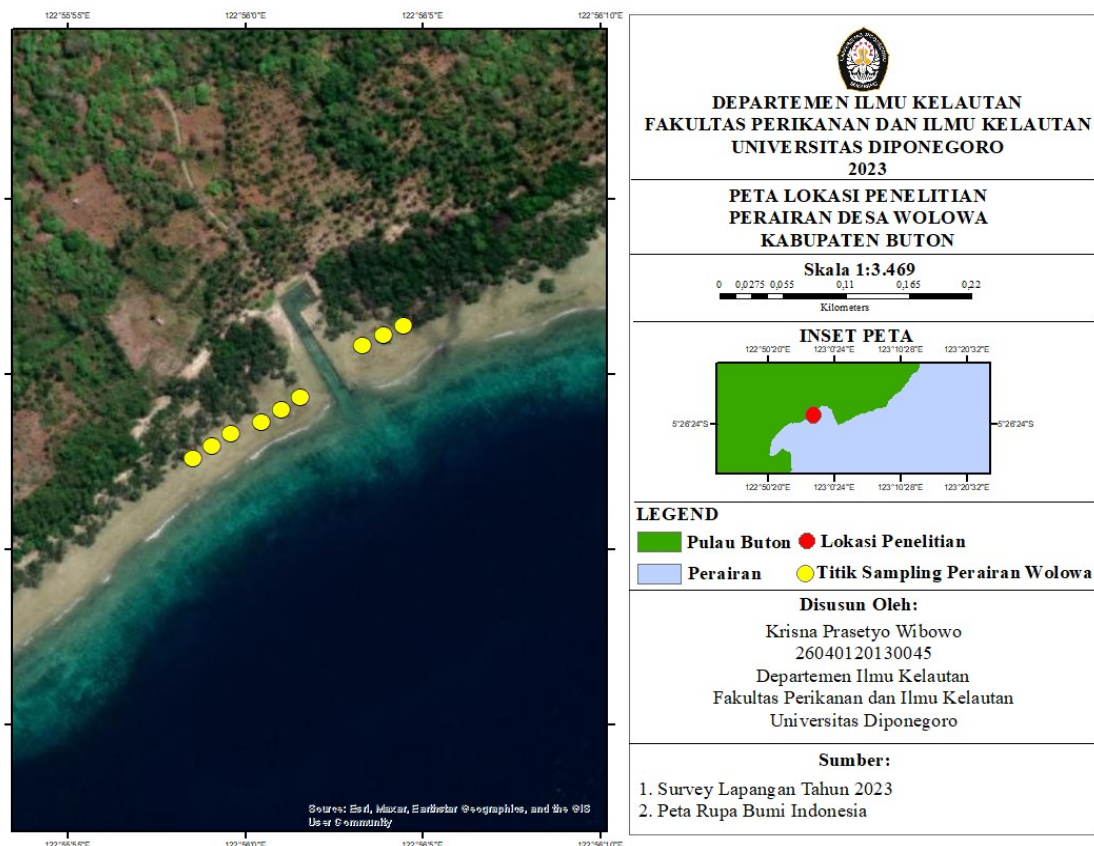 122°55'55"E 122°56'0"E 122°56'5"E 122°56'10"E
Source: Esri, Maxar, Earthstar Geographics, and the GIS
User Community
122°55'55"E 122°56'0"E 122°56'5"E 122°56'10"E
DEPARTEMEN ILMU KELAUTAN
FAKULTAS PERIKANAN DAN ILMU KELAUTAN
UNIVERSITAS DIPONEGORO
2023
PETA LOKASI PENELITIAN
PERAIRAN DESA WOLOWA
KABUPATEN BUTON
Skala 1:3.469
0 0,0275 0,055 0,11 0,165 0,22
Kilometers
INSET PETA
122°50'20"E 123°0'24"E 123°10'28"E 123°20'32"E
5°26'24"S 5°26'24"S
122°50'20"E 123°0'24"E 123°10'28"E 123°20'32"E
LEGEND
Pulau Buton Lokasi Penelitian
Perairan Titik Sampling Perairan Wolowa
Disusun Oleh:
Krisna Prasetyo Wibowo
26040120130045
Departemen Ilmu Kelautan
Fakultas Perikanan dan Ilmu Kelautan
Universitas Diponegoro
Sumber:
1. Survey Lapangan Tahun 2023
2. Peta Rupa Bumi Indonesia